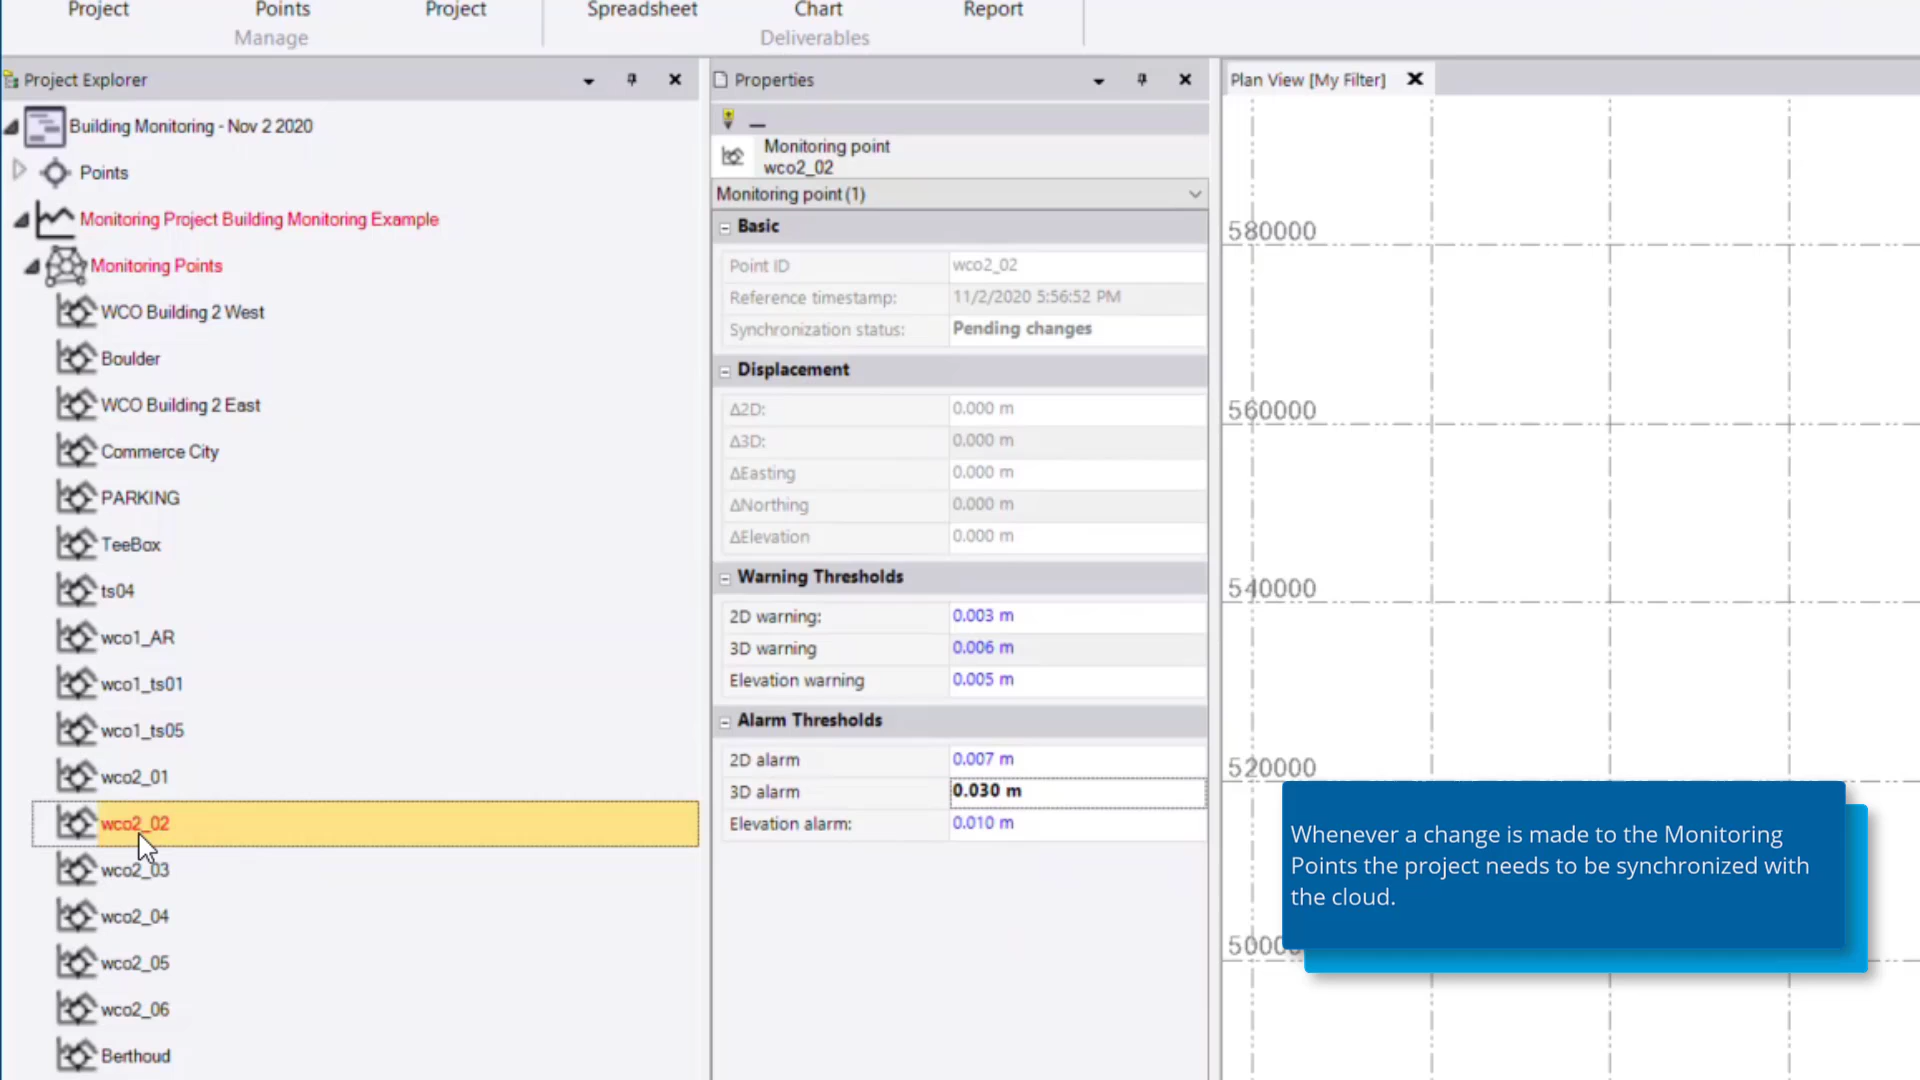 Project
Points
Project
Spreadsheet
Chart
Report
Manage
Deliverables
Project Explorer
Building Monitoring - Nov 2 2020
Points
Monitoring Project Building Monitoring Example
Monitoring Points
WCO Building 2 West
Boulder
WCO Building 2 East
Commerce City
PARKING
TeeBox
ts04
wco1_AR
wco1_ts01
wco1_ts05
wco2_01
wco2_02
wco2_03
wco2_04
wco2_05
wco2_06
Berthoud
Properties
Monitoring point
wco2_02
Monitoring point (1)
Basic
Point ID wco2_02
Reference timestamp: 11/2/2020 5:56:52 PM
Synchronization status: Pending changes
Displacement
Δ2D: 0.000 m
Δ3D: 0.000 m
ΔEasting 0.000 m
ΔNorthing 0.000 m
ΔElevation 0.000 m
Warning Thresholds
2D warning: 0.003 m
3D warning 0.006 m
Elevation warning 0.005 m
Alarm Thresholds
2D alarm 0.007 m
3D alarm 0.030 m
Elevation alarm: 0.010 m
Plan View [My Filter]
580000
560000
540000
520000
Whenever a change is made to the Monitoring
Points the project needs to be synchronized with
the cloud.